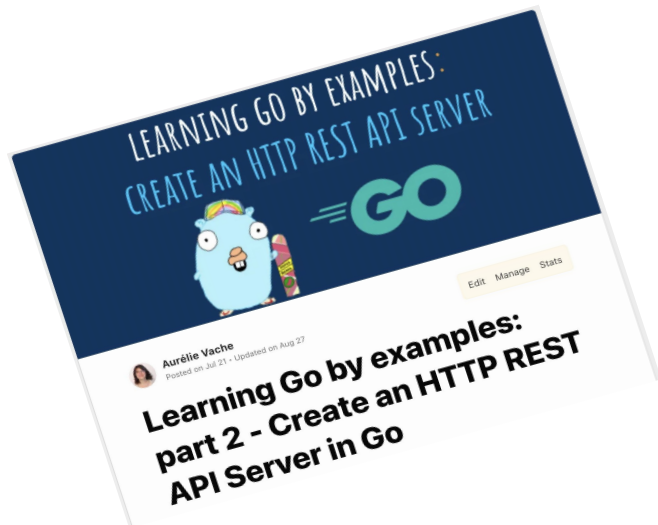 LEARNING GO BY EXAMPLES:
CREATE AN HTTP REST API SERVER
GO
Edit Manage Stats
Aurélie Vache
Posted on Jul 21 • Updated on Aug 27
Learning Go by examples:
part 2 - Create an HTTP REST
API Server in Go